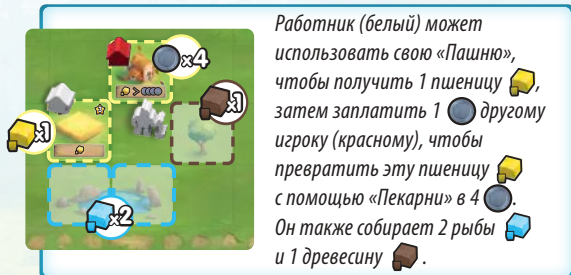 x4
x1
x1
x2
Работник (белый) может
использовать свою «Пашню»,
чтобы получить 1 пшеницу ,
затем заплатить 1 другому
игроку (красному), чтобы
превратить эту пшеницу
с помощью «Пекарни» в 4 .
Он также собирает 2 рыбы
и 1 древесину .